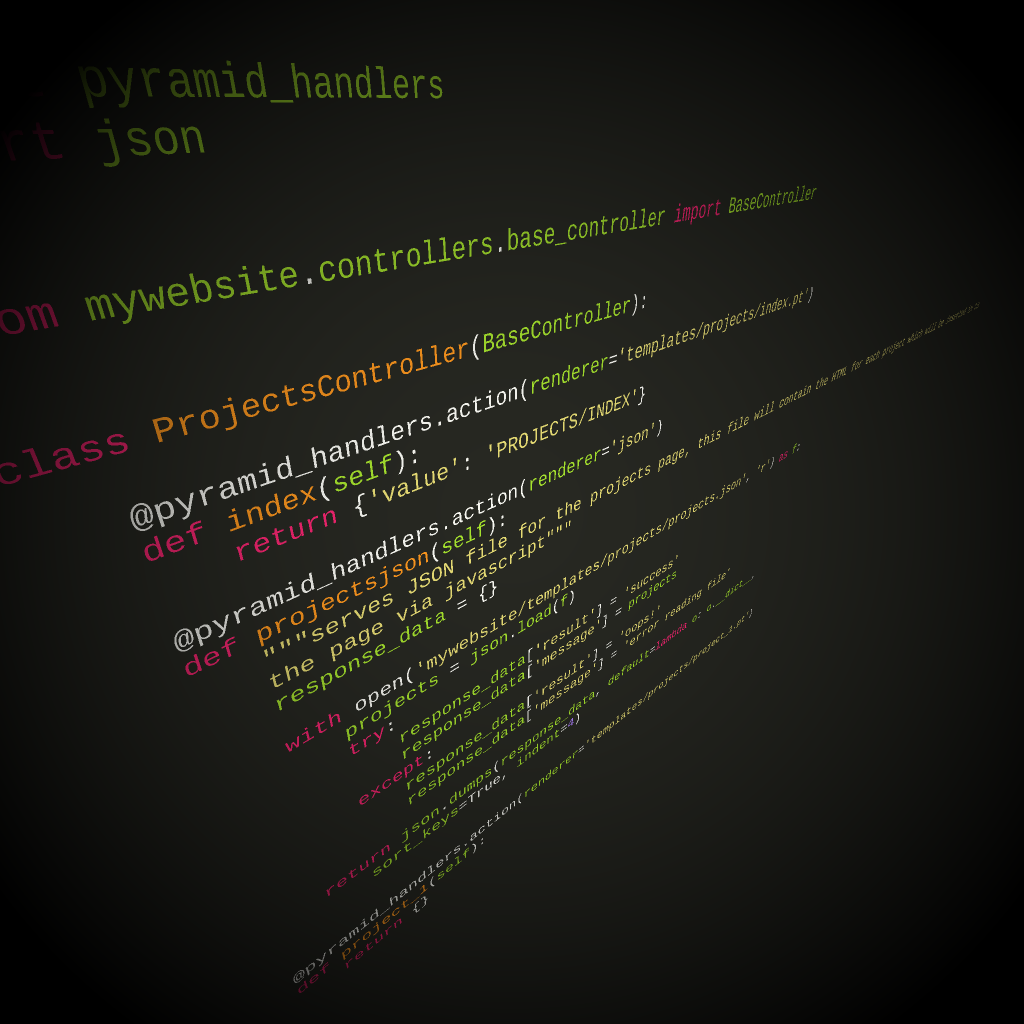 pyramid_handlers
rt json
om mywebsite.controllers.base_controller import BaseController
class ProjectsController(BaseController):
@pyramid_handlers.action(renderer='templates/projects/index.pt')
def index(self):
return {'value': 'PROJECTS/INDEX'}
@pyramid_handlers.action(renderer='json')
def projectsjson(self):
"""serves JSON file for the projects page, this file will contain the HTML for each project which will be inserted
the page via javascript"""
response_data = {}
with open('mywebsite/templates/projects/projects.json', 'r') as f:
projects = json.load(f)
try:
response_data['result'] = 'success'
response_data['message'] = projects
except:
response_data['result'] = 'oops!'
response_data['message'] = 'error reading file'
return json.dumps(response_data, default=lambda o: o.__dict__,
sort_keys=True, indent=4)
@pyramid_handlers.action(renderer='templates/projects/project_1.pt')
def project_1(self):
return {}